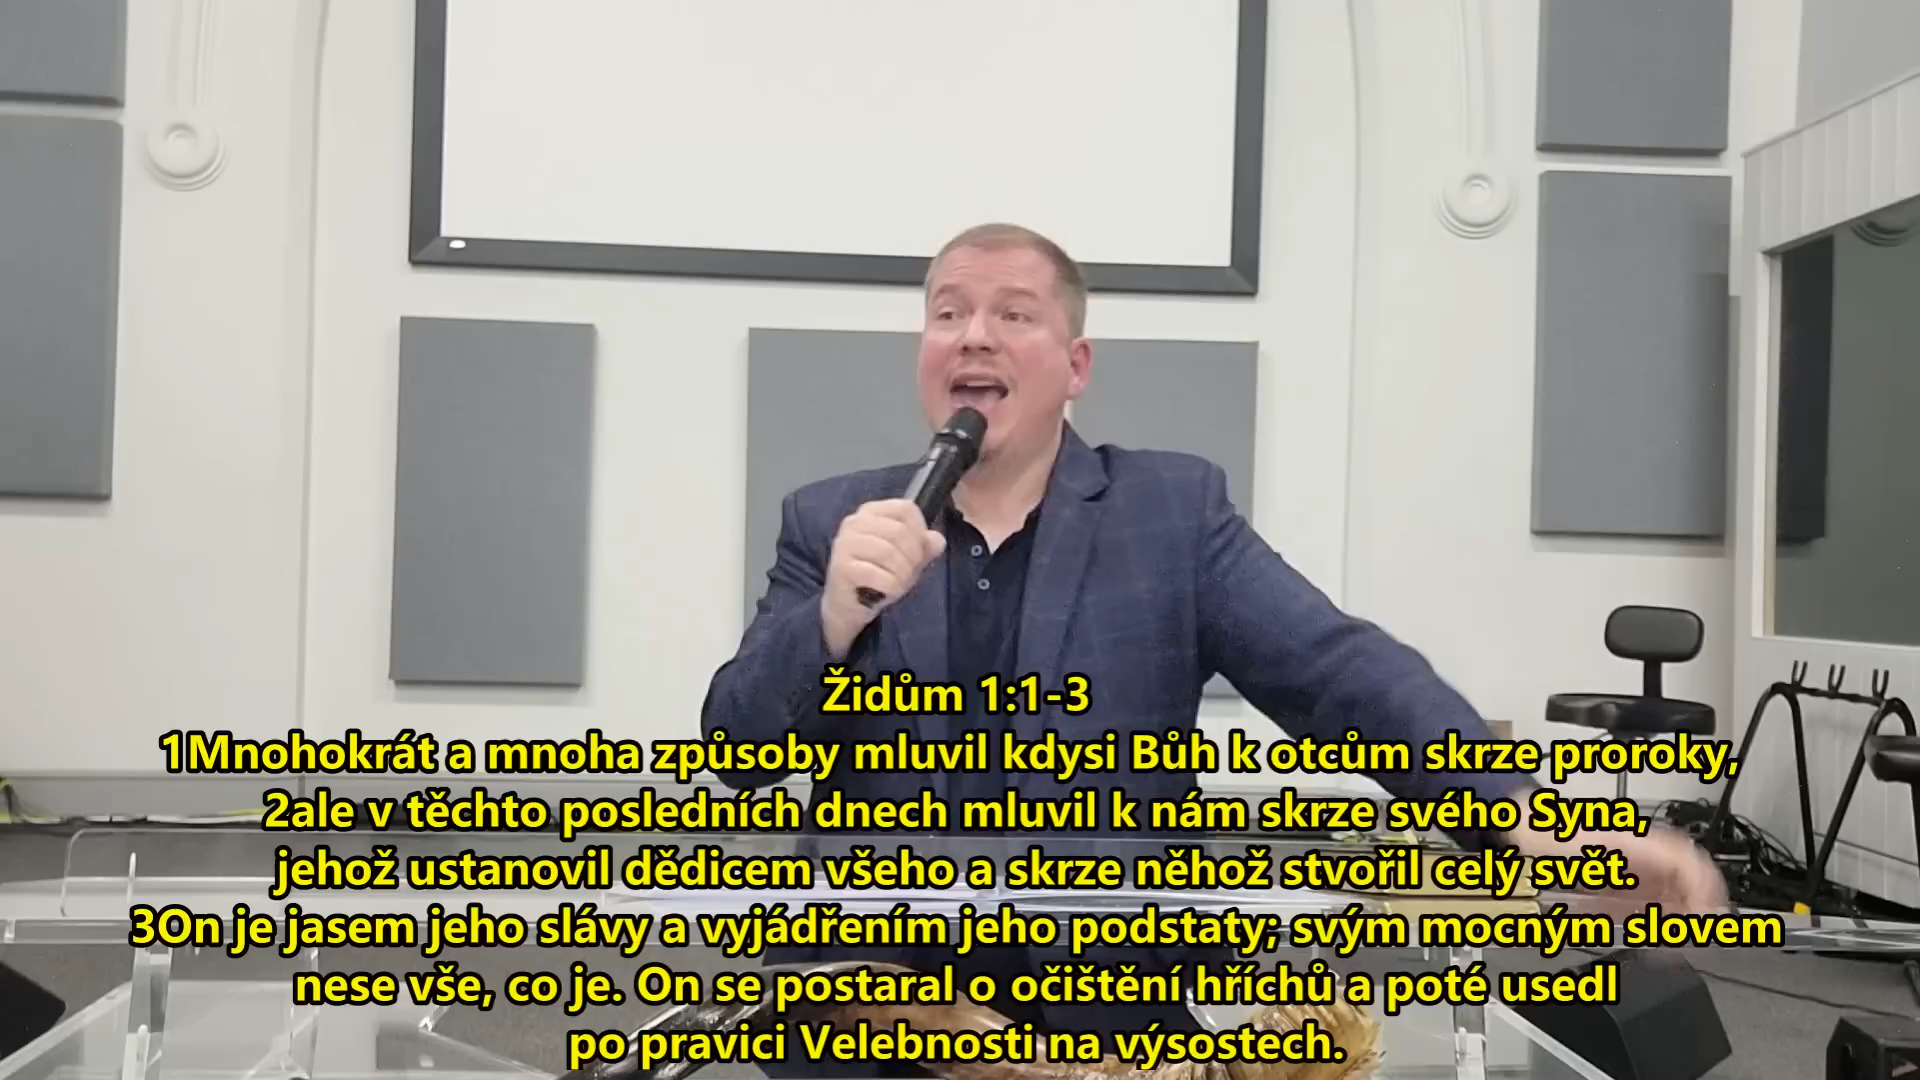 Židům 1:1-3
1Mnohokrát a mnoha způsoby mluvil kdysi Bůh k otcům skrze proroky,
2ale v těchto posledních dnech mluvil k nám skrze svého Syna,
jehož ustanovil dědicem všeho a skrze něhož stvořil celý svět.
3On je jasem jeho slávy a vyjádřením jeho podstaty; svým mocným slovem
nese vše, co je. On se postaral o očištění hříchů a poté usedl
po pravici Velebnosti na výsostech.